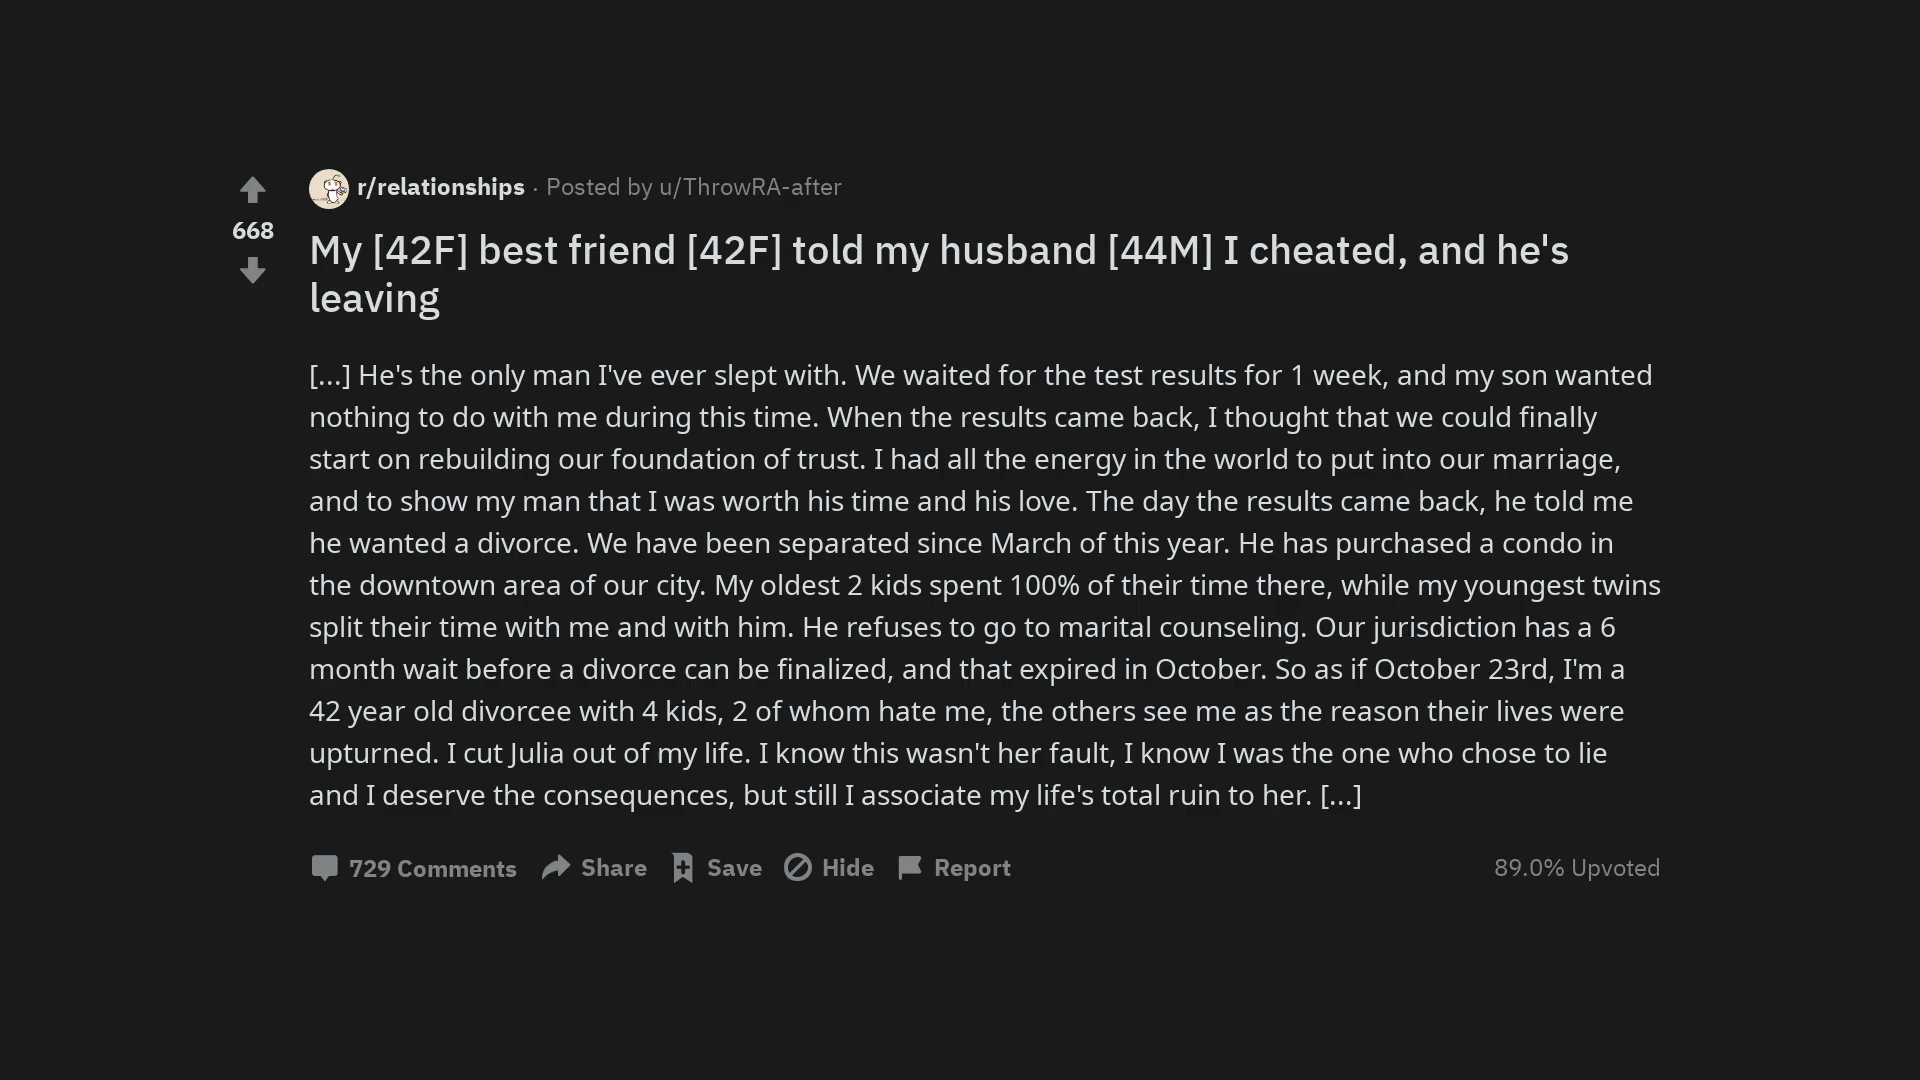 r/relationships · Posted by u/ThrowRA-after
668
My [42F] best friend [42F] told my husband [44M] I cheated, and he's
leaving
[...] He's the only man I've ever slept with. We waited for the test results for 1 week, and my son wanted
nothing to do with me during this time. When the results came back, I thought that we could finally
start on rebuilding our foundation of trust. I had all the energy in the world to put into our marriage,
and to show my man that I was worth his time and his love. The day the results came back, he told me
he wanted a divorce. We have been separated since March of this year. He has purchased a condo in
the downtown area of our city. My oldest 2 kids spent 100% of their time there, while my youngest twins
split their time with me and with him. He refuses to go to marital counseling. Our jurisdiction has a 6
month wait before a divorce can be finalized, and that expired in October. So as if October 23rd, I'm a
42 year old divorcee with 4 kids, 2 of whom hate me, the others see me as the reason their lives were
upturned. I cut Julia out of my life. I know this wasn't her fault, I know I was the one who chose to lie
and I deserve the consequences, but still I associate my life's total ruin to her. [...]
729 Comments Share Save Hide Report 89.0% Upvoted